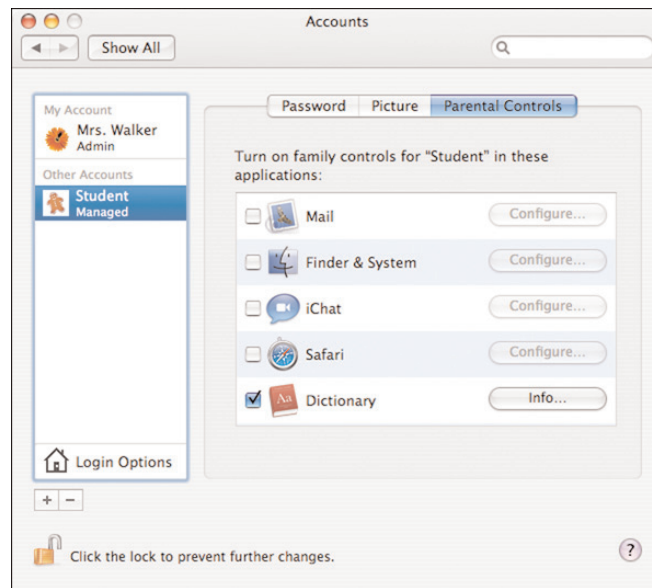 Accounts
Show All
My Account
Mrs. Walker
Admin
Other Accounts
Student
Managed
Login Options
Password Picture Parental Controls
Turn on family controls for “Student” in these
applications:
Mail Configure...
Finder & System Configure...
iChat Configure...
Safari Configure...
Aa Dictionary Info...
+ −
Click the lock to prevent further changes.
?